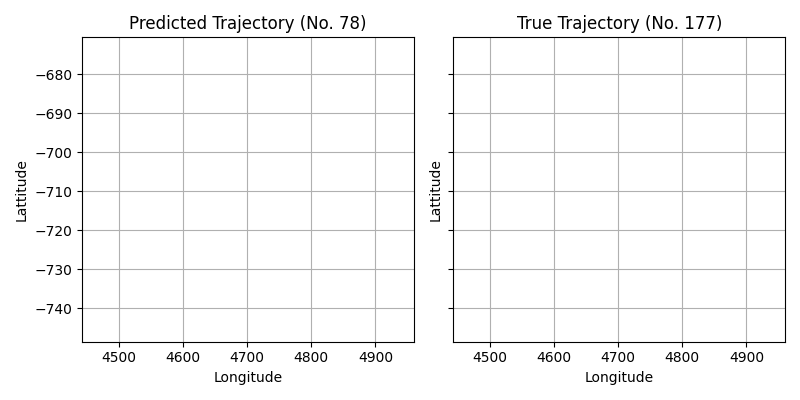 Predicted Trajectory (No. 78)
True Trajectory (No. 177)
Lattitude
−680
−690
−700
−710
−720
−730
−740
4500 4600 4700 4800 4900
Longitude
Lattitude
4500 4600 4700 4800 4900
Longitude